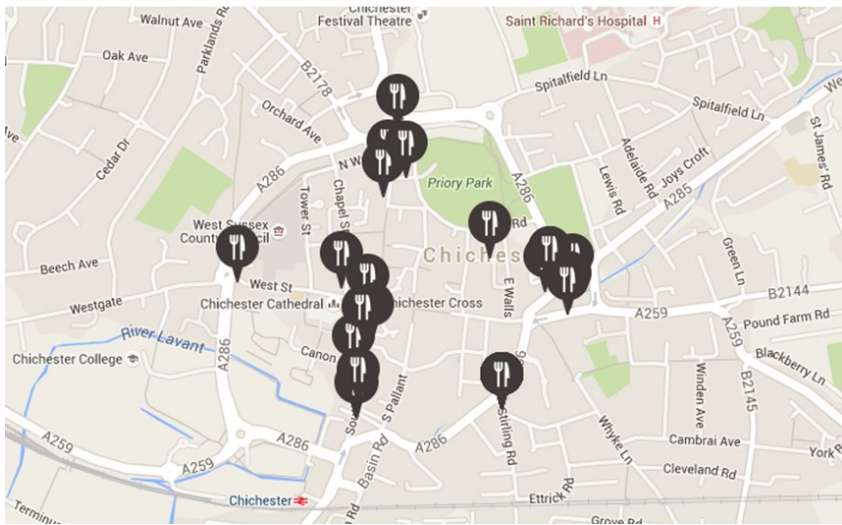 Walnut Ave
Parklands Rd
Chichester
Festival Theatre
Saint Richard's Hospital
H
Oak Ave
B2178
Spitalfield Ln
Spitalfield Ln
Orchard Ave
Cedar Dr
St James' Rd
A286
N W
Adelaide Rd
Joys Croft
Priory Park
Lewis Rd
A285
Tower St
Chapel S
West Sussex
County Council
Rd
Chiches
Green Ln
Beech Ave
West St
E Walls
B2144
Westgate
Chichester Cathedral
Chichester Cross
A259
Pound Farm Rd
River Lavant
A286
Canon
A259
Blackberry Ln
Chichester College
S Pallant
Winden Ave
B2145
A286
A286
Stirling Rd
Whyke Ln
Cambrai Ave
York R
A259
A259
Basin Rd
Cleveland Rd
Chichester
Ettrick Rd
Terminus
n Rd
Grove Rd